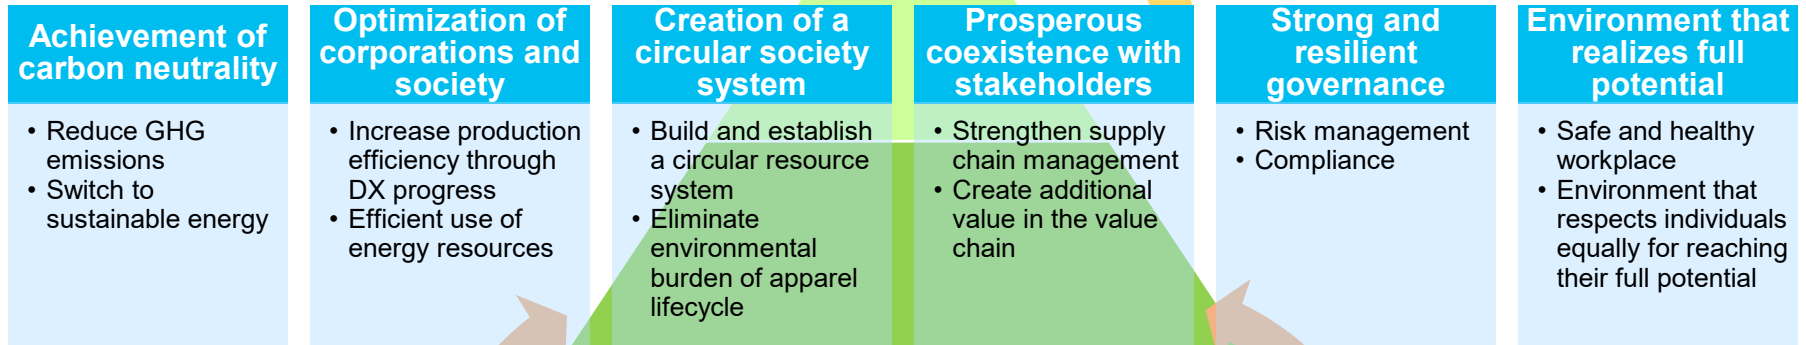 Achievement of
carbon neutrality
• Reduce GHG
emissions
• Switch to
sustainable energy
Optimization of
corporations and
society
• Increase production
efficiency through
DX progress
• Efficient use of
energy resources
Creation of a
circular society
system
• Build and establish
a circular resource
system
• Eliminate
environmental
burden of apparel
lifecycle
Prosperous
coexistence with
stakeholders
• Strengthen supply
chain management
• Create additional
value in the value
chain
Strong and
resilient
governance
• Risk management
• Compliance
Environment that
realizes full
potential
• Safe and healthy
workplace
• Environment that
respects individuals
equally for reaching
their full potential